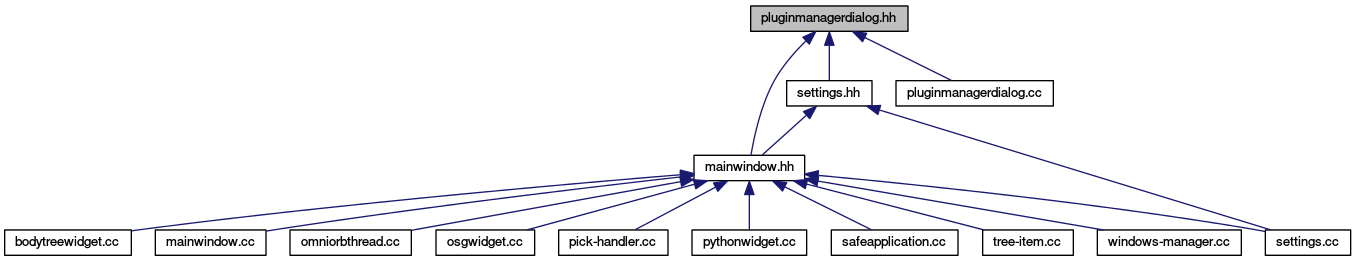 pluginmanagerdialog.hh
settings.hh
pluginmanagerdialog.cc
mainwindow.hh
bodytreewidget.cc
mainwindow.cc
omniorbthread.cc
osgwidget.cc
pick-handler.cc
pythonwidget.cc
safeapplication.cc
tree-item.cc
windows-manager.cc
settings.cc